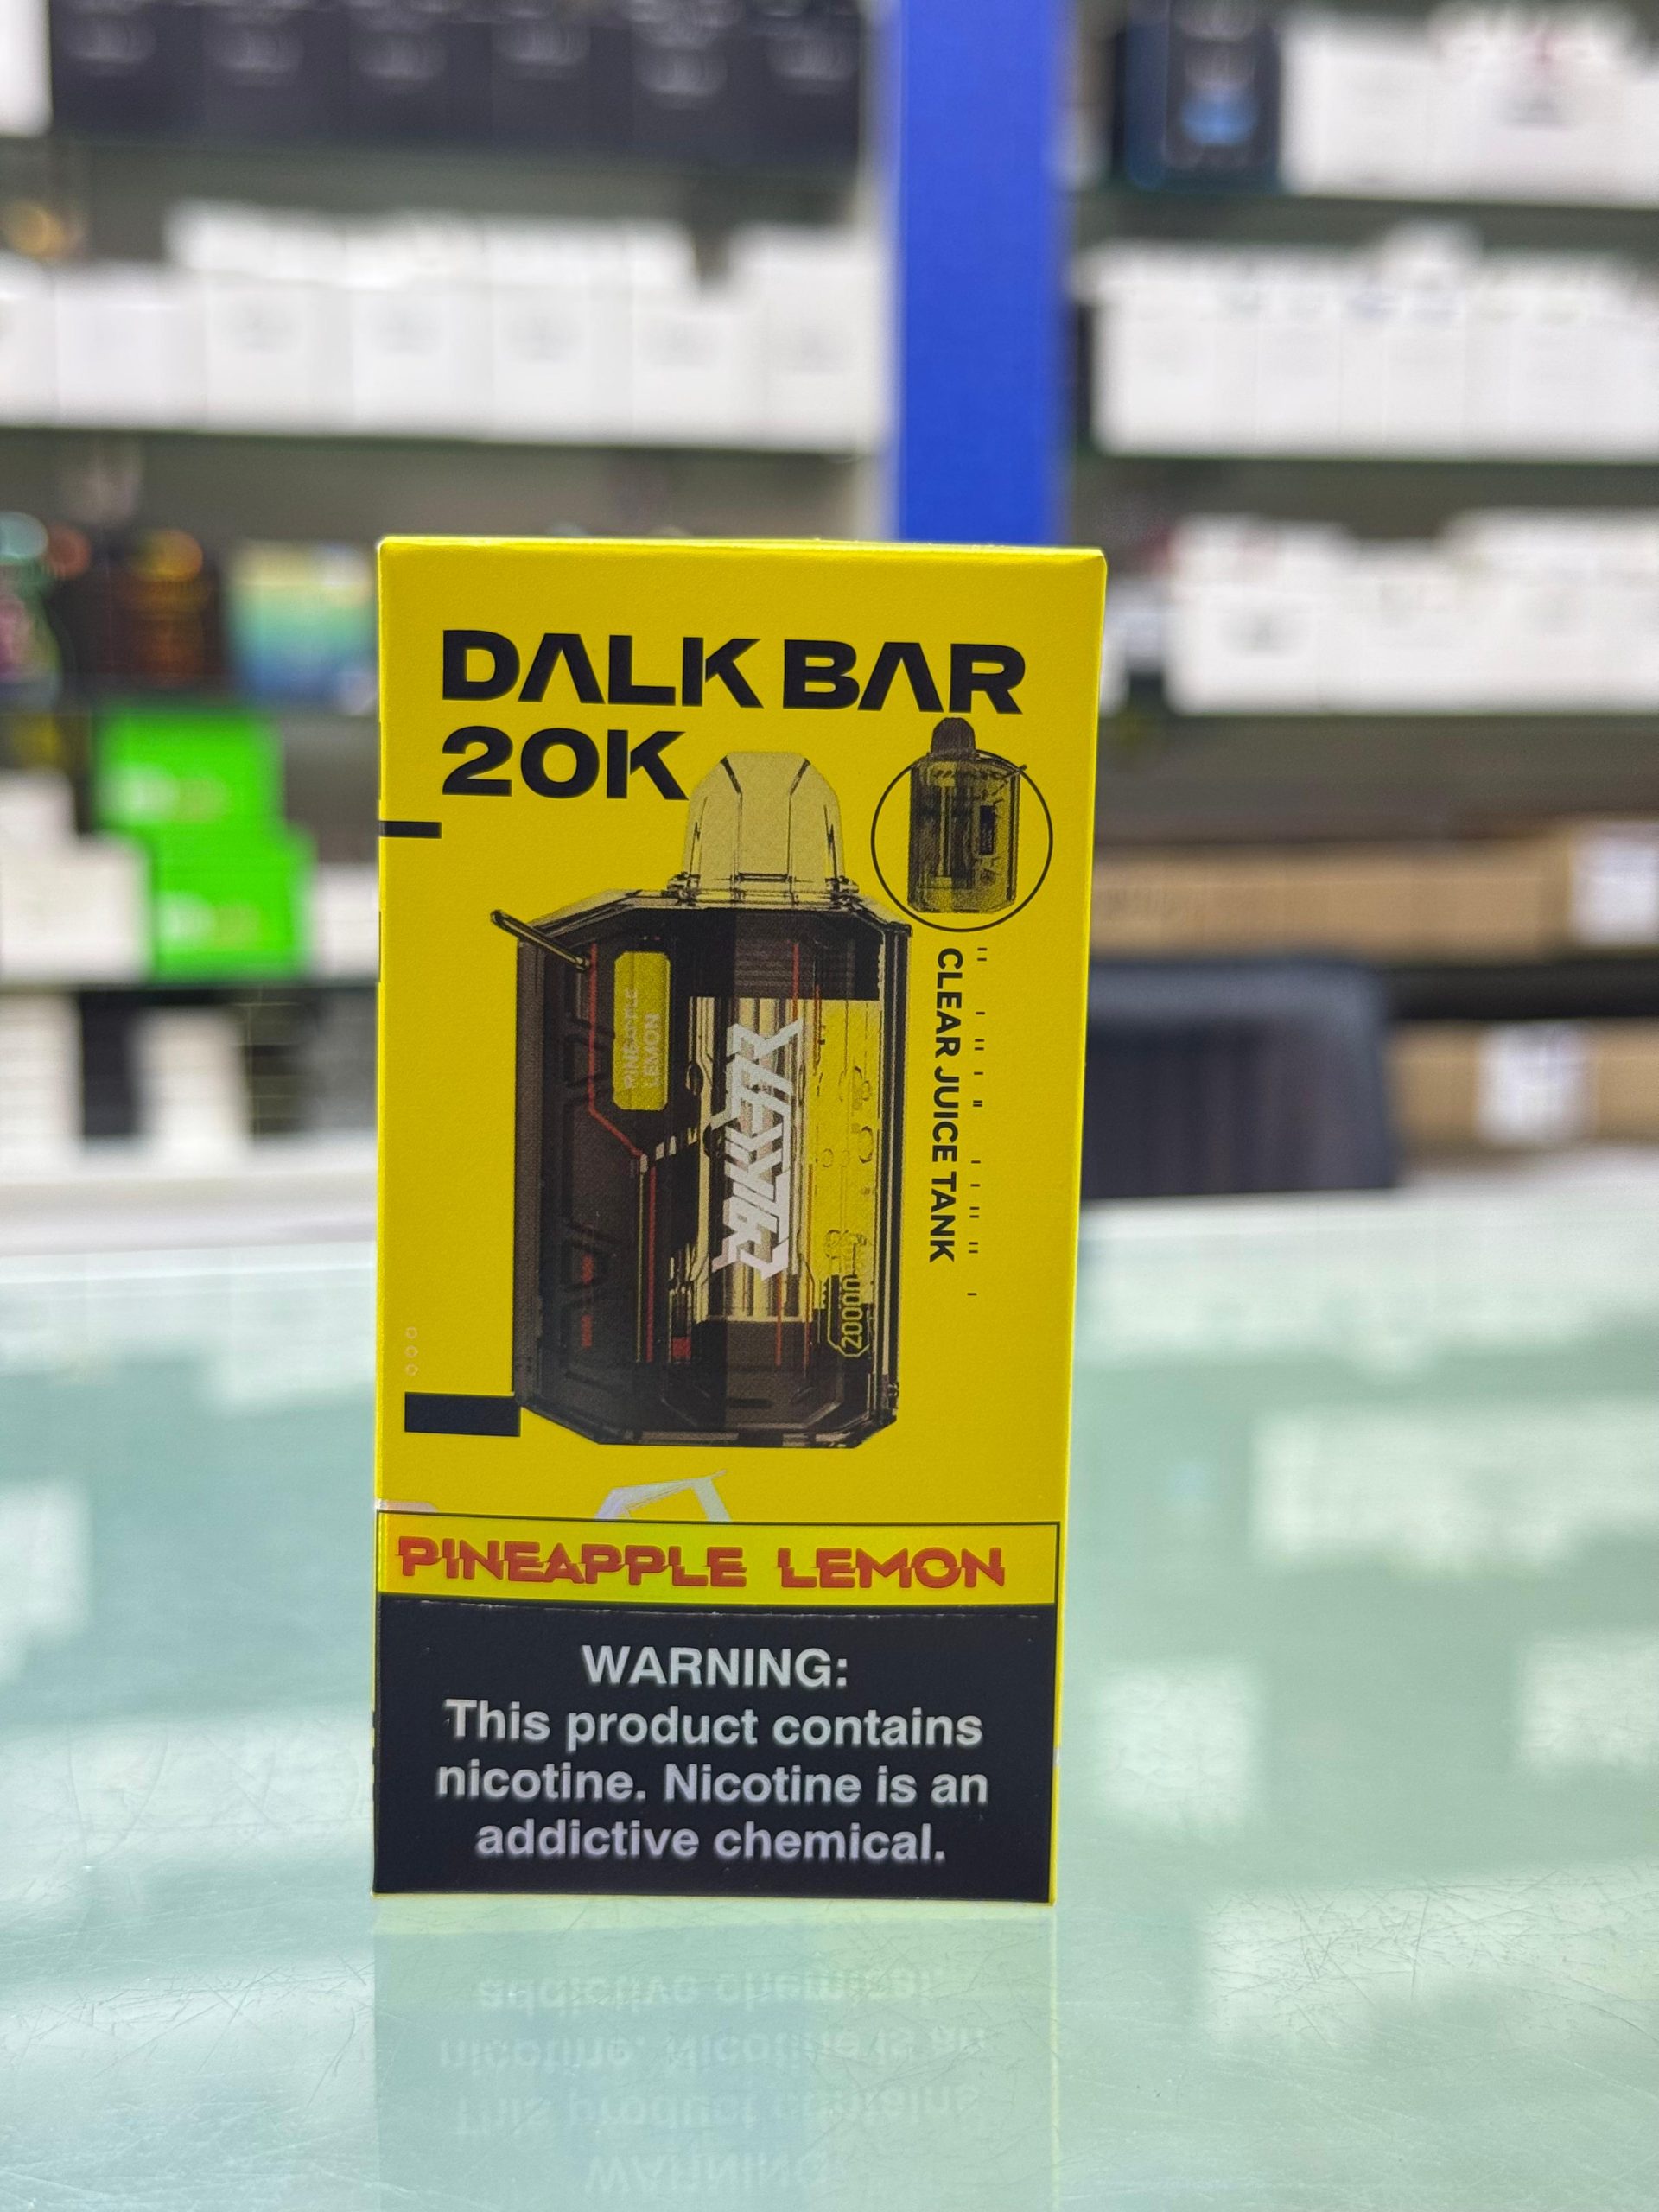 DALK BAR
20K
CLEAR JUICE TANK
PINEAPPLE
LEMON
20000
PINEAPPLE LEMON
WARNING:
This product contains
nicotine. Nicotine is an
addictive chemical.